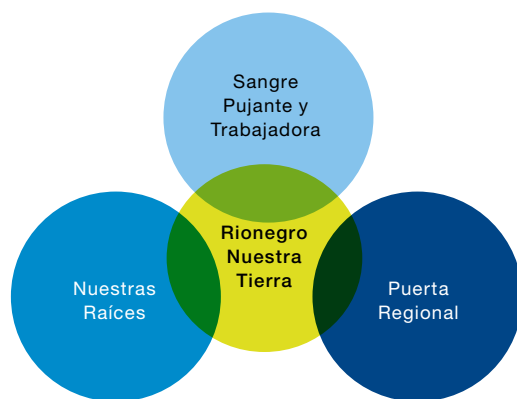 Sangre
Pujante y
Trabajadora
Rionegro
Nuestra
Tierra
Nuestras
Raíces
Puerta
Regional